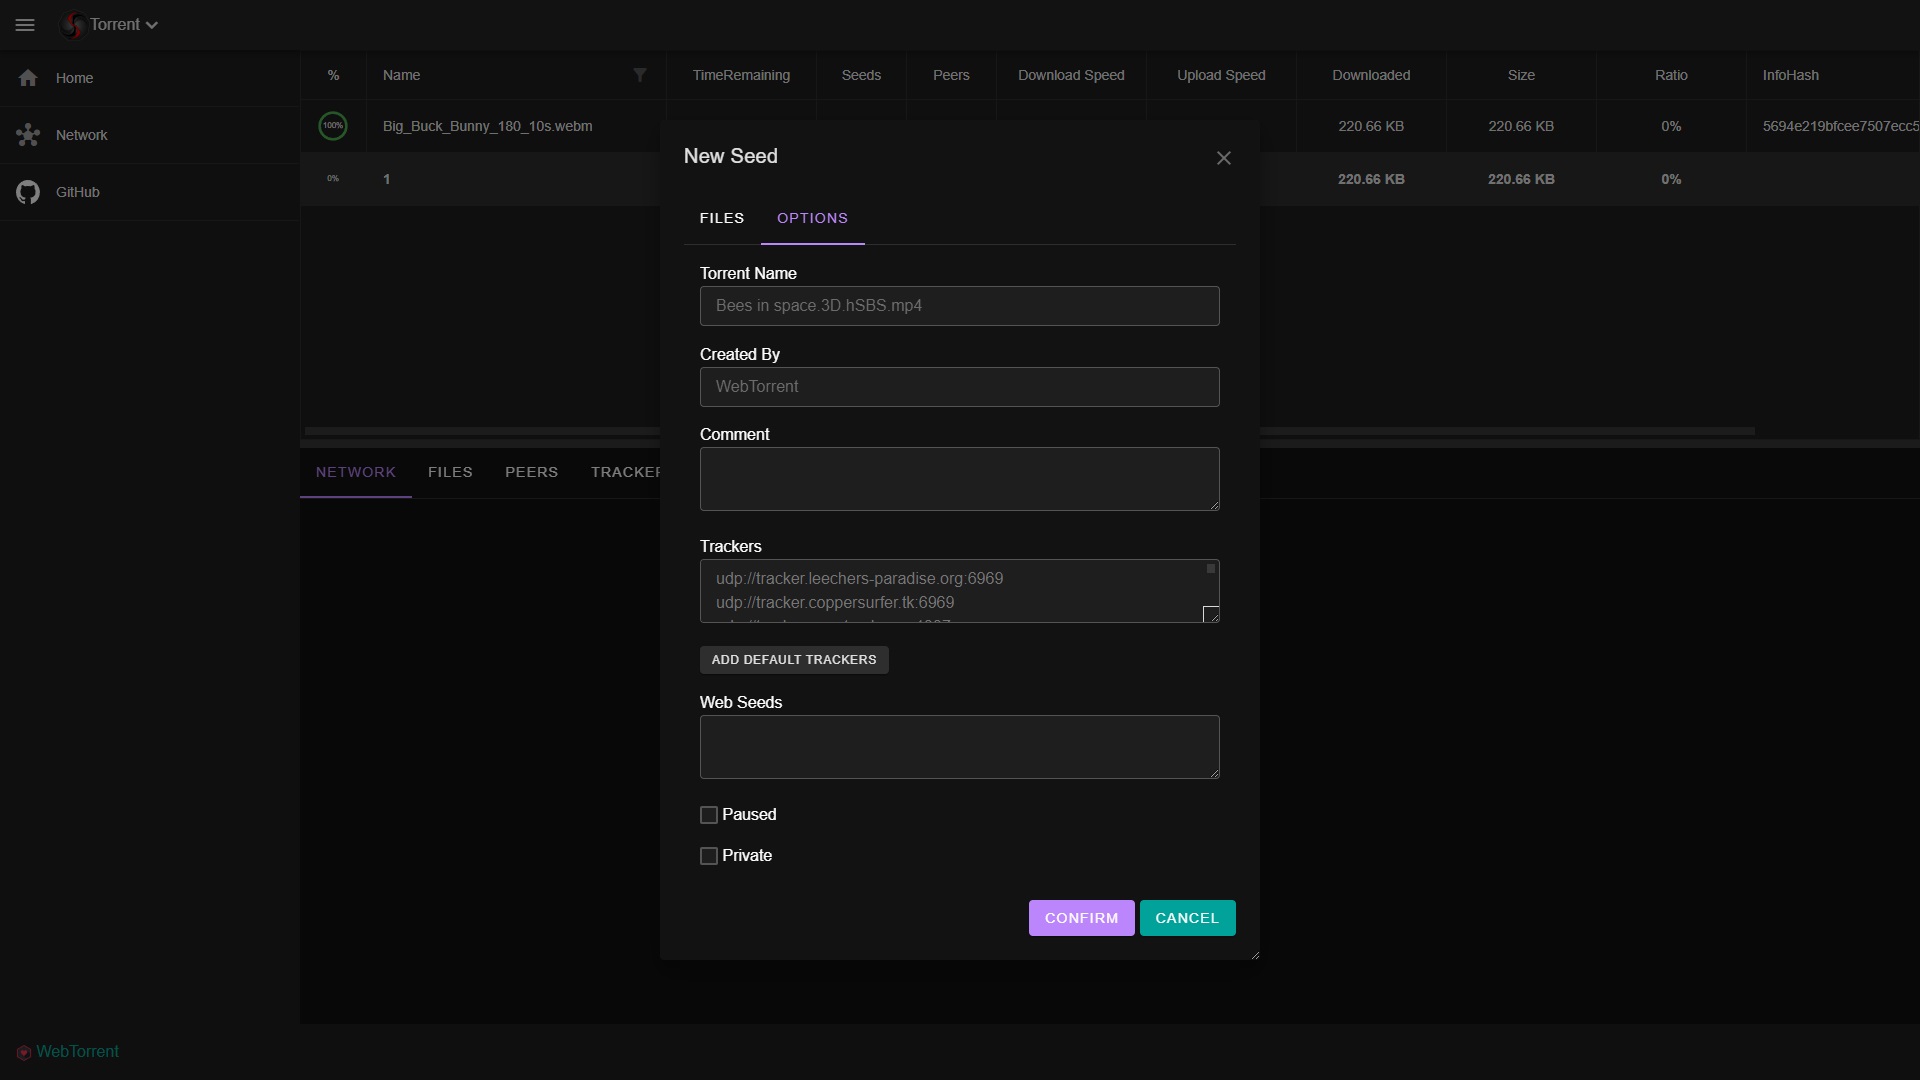 Torrent
Home
Network
GitHub
% Name TimeRemaining Seeds Peers Download Speed Upload Speed Downloaded Size Ratio InfoHash
100% Big_Buck_Bunny_180_10s.webm 220.66 KB 220.66 KB 0% 5694e219bfcee7507ecc5
0% 1 220.66 KB 220.66 KB 0%
NETWORK FILES PEERS TRACKER
New Seed
FILES OPTIONS
Torrent Name
Bees in space.3D.hSBS.mp4
Created By
WebTorrent
Comment
Trackers
udp://tracker.leechers-paradise.org:6969
udp://tracker.coppersurfer.tk:6969
ADD DEFAULT TRACKERS
Web Seeds
Paused
Private
CONFIRM CANCEL
WebTorrent